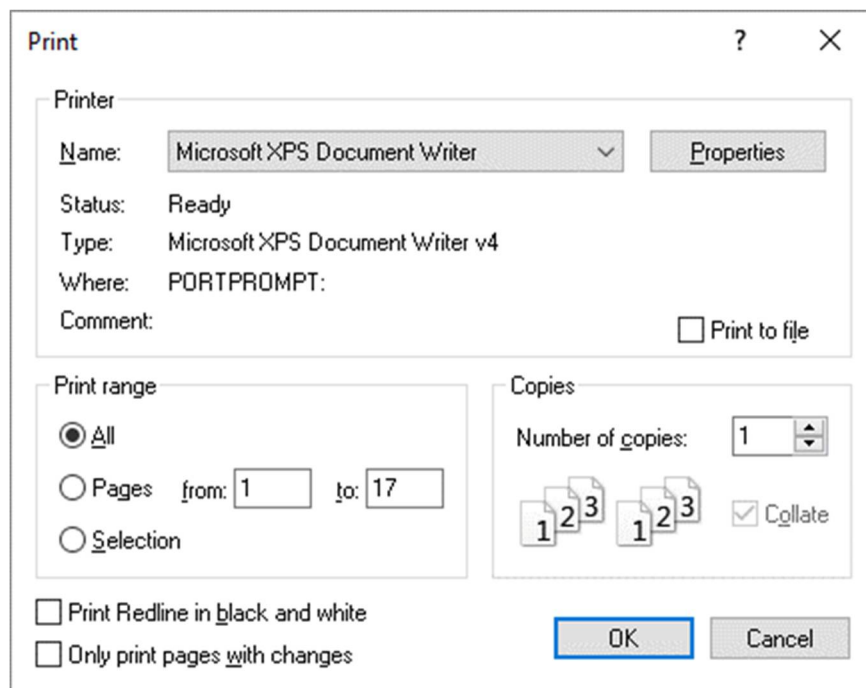 Print ?
Printer
Name: Microsoft XPS Document Writer Properties
Status: Ready
Type: Microsoft XPS Document Writer v4
Where: PORTPROMPT:
Comment:
Print to file
Print range
All
Pages from: 1 to: 17
Selection
Copies
Number of copies: 1
1 2 3 1 2 3
Collate
Print Redline in black and white
Only print pages with changes
OK Cancel